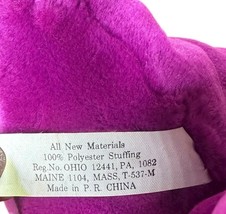 All New Materials
100% Polyester Stuffing
Reg.No. OHIO 12441, PA, 1082
MAINE 1104, MASS, T-537-M
Made in P. R. CHINA